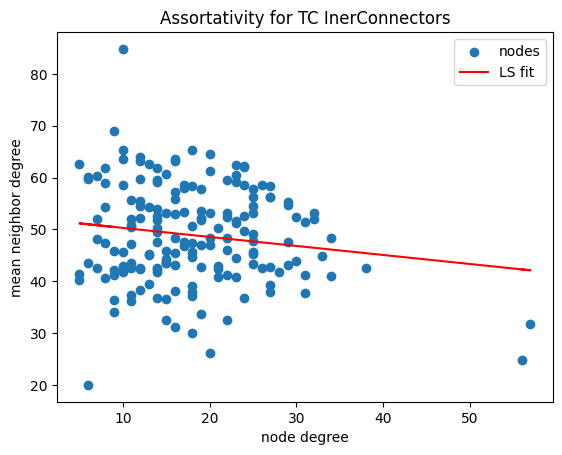 Assortativity for TC InerConnectors
nodes
LS fit
mean neighbor degree
80
70
60
50
40
30
20
10
20
30
40
50
node degree